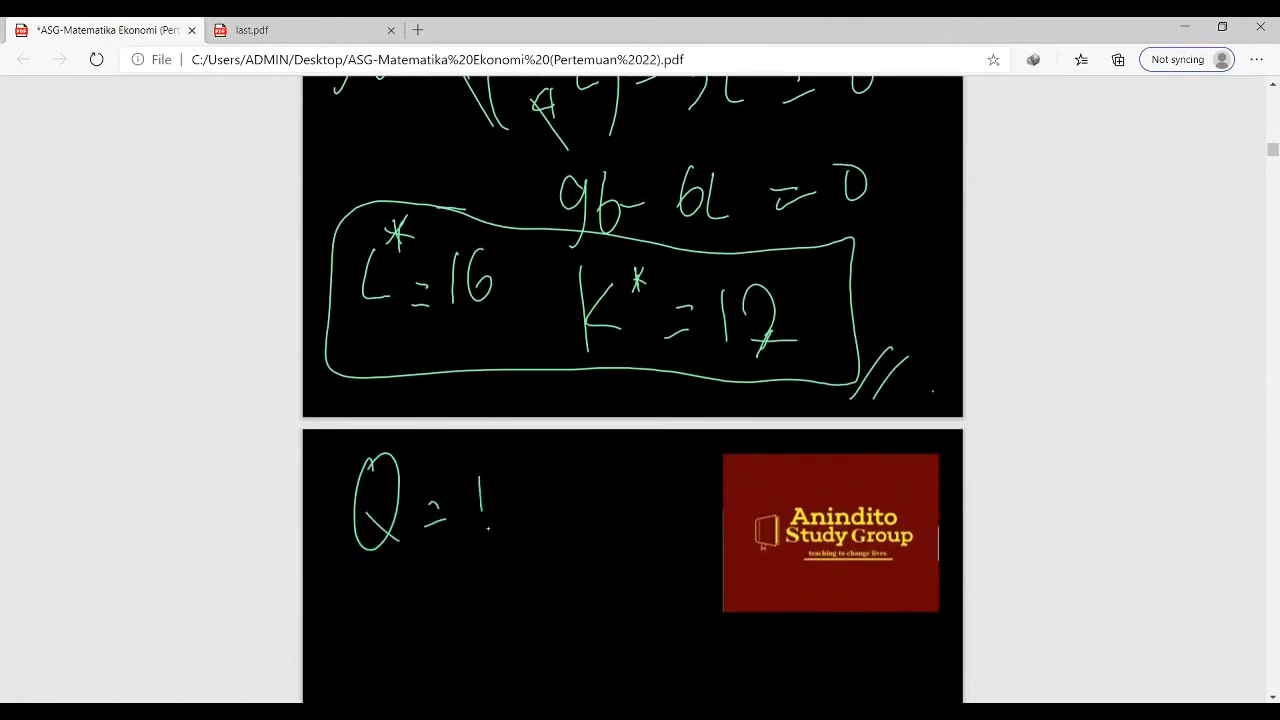 *ASG-Matematika Ekonomi (Pert
last.pdf
File
C:/Users/ADMIN/Desktop/ASG-Matematika%20Ekonomi%20(Pertemuan%2022).pdf
Not syncing
96 - 6L = 0
L* = 16
K* = 12
Q = 1
Anindito
Study Group
teaching to change lives.